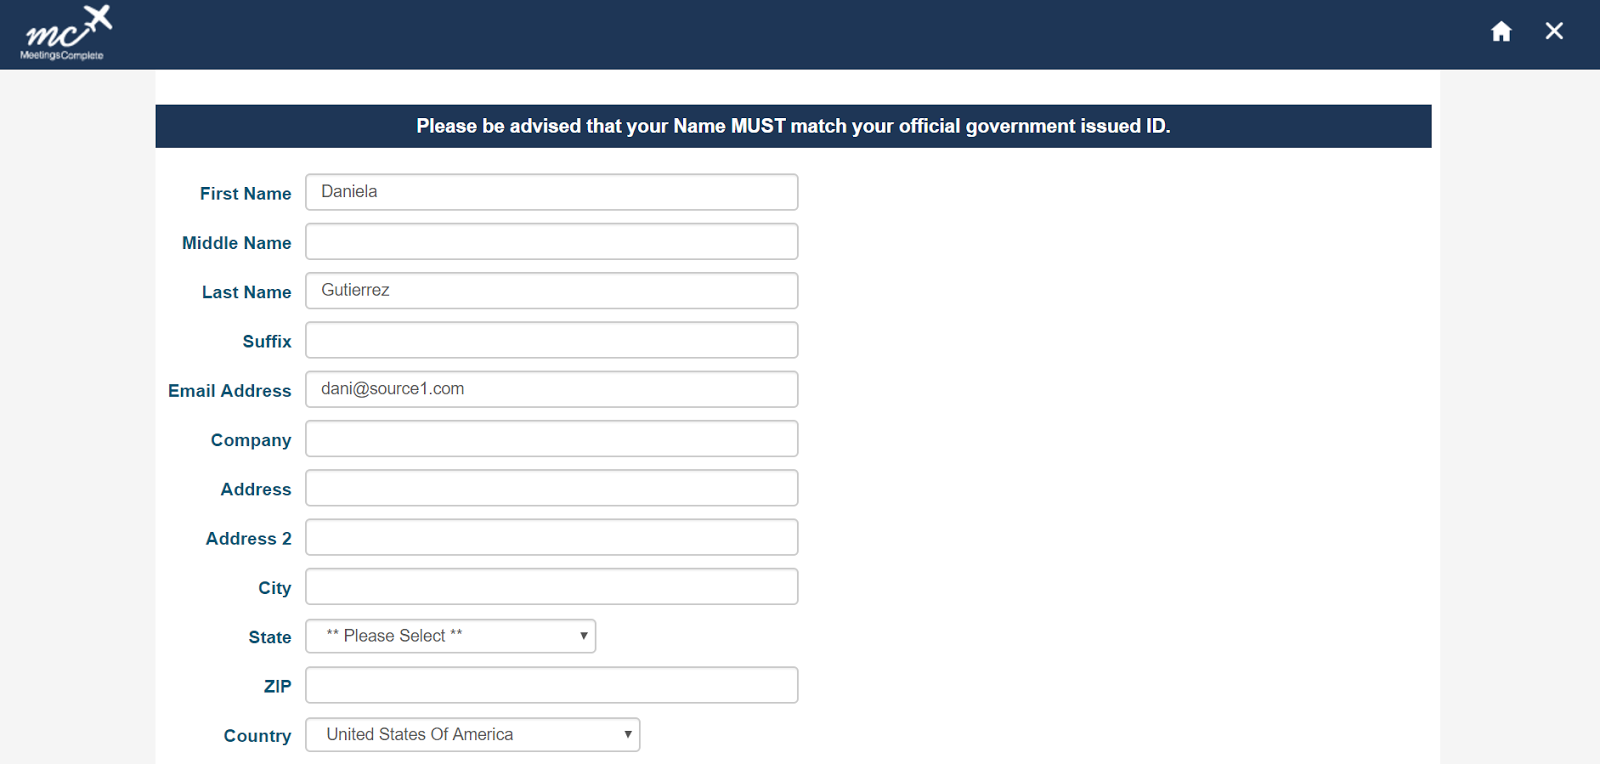 mc
MeetingsComplete
Please be advised that your Name MUST match your official government issued ID.
First Name Daniela
Middle Name
Last Name Gutierrez
Suffix
Email Address dani@source1.com
Company
Address
Address 2
City
State ** Please Select **
ZIP
Country United States Of America